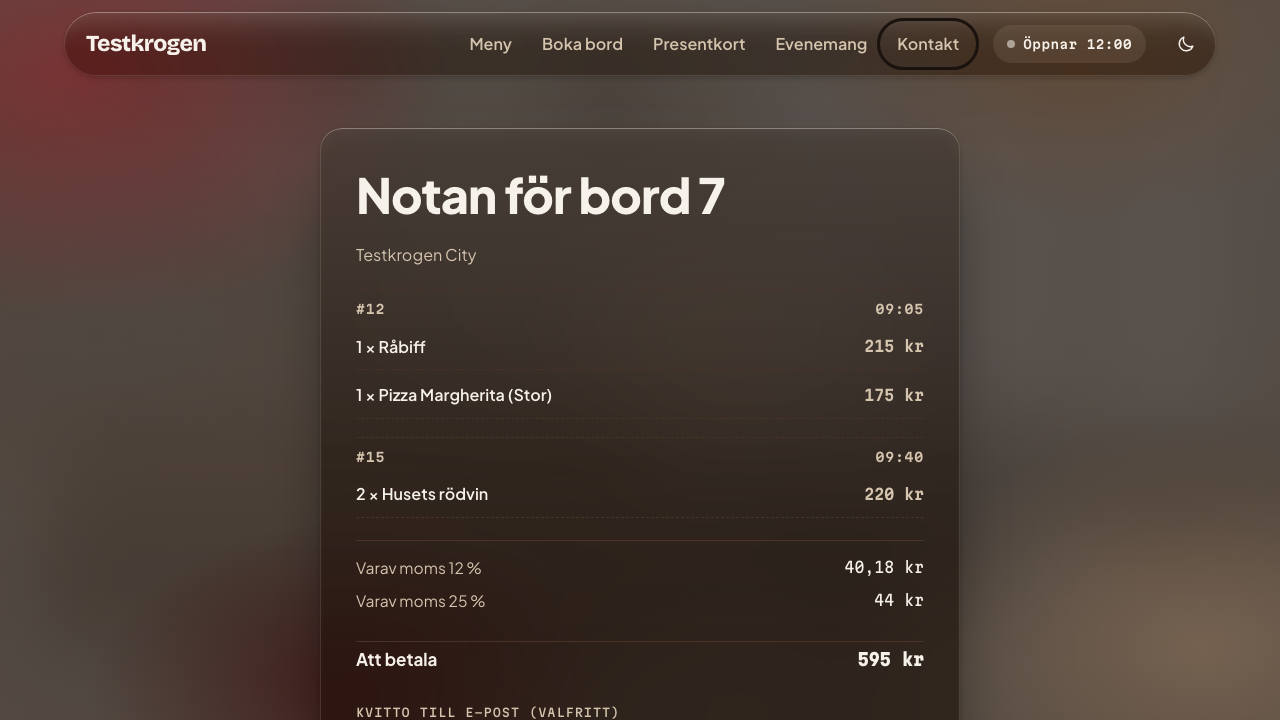 Testkrogen Meny Boka bord Presentkort Evenemang Kontakt Öppnar 12:00
Notan för bord 7
Testkrogen City
#12 09:05
1 × Råbiff 215 kr
1 × Pizza Margherita (Stor) 175 kr
#15 09:40
2 × Husets rödvin 220 kr
Varav moms 12 % 40,18 kr
Varav moms 25 % 44 kr
Att betala 595 kr
KVITTO TILL E-POST (VALFRITT)